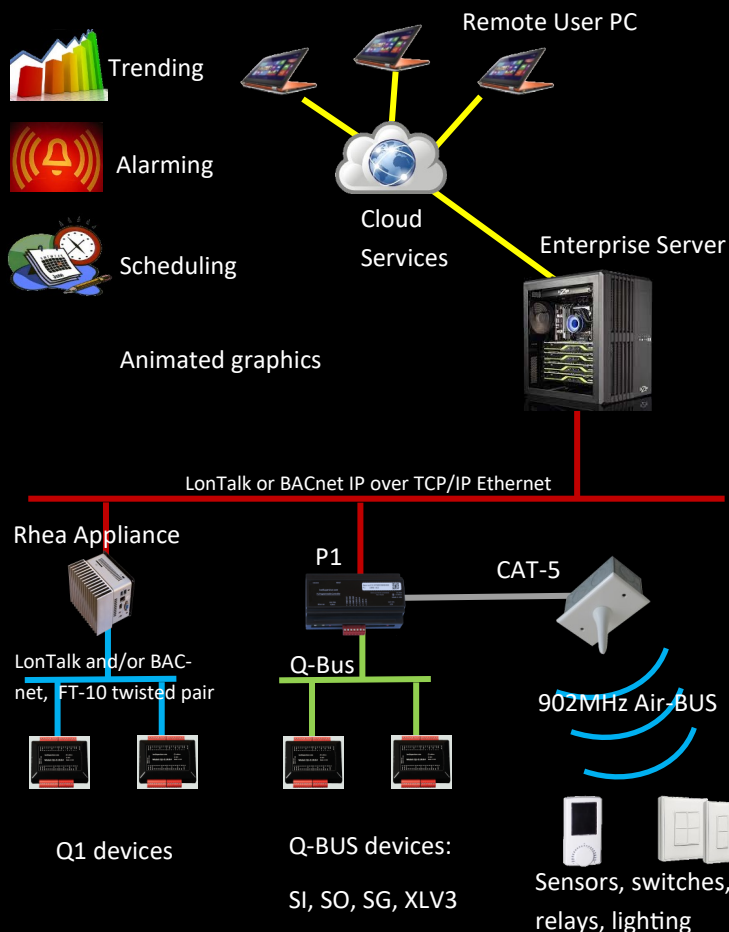 Remote User PC
Trending
Alarming
Cloud
Services
Enterprise Server
Scheduling
Animated graphics
LonTalk or BACnet IP over TCP/IP Ethernet
Rhea Appliance
P1
CAT-5
LonTalk and/or BAC-
net, FT-10 twisted pair
Q-Bus
902MHz Air-BUS
Q1 devices
Q-BUS devices:
SI, SO, SG, XLV3
Sensors, switches,
relays, lighting